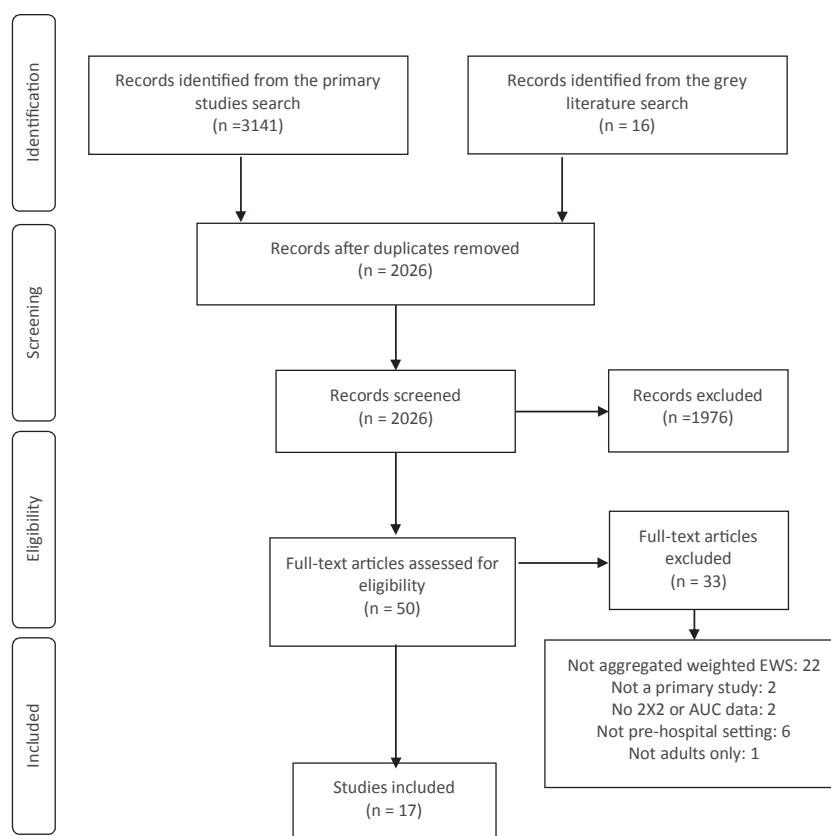 Identification
Records identified from the primary
studies search
(n =3141)
Records identified from the grey
literature search
(n = 16)
Screening
Records after duplicates removed
(n = 2026)
Records screened
(n = 2026)
Records excluded
(n =1976)
Eligibility
Full-text articles assessed for
eligibility
(n = 50)
Full-text articles
excluded
(n = 33)
Not aggregated weighted EWS: 22
Not a primary study: 2
No 2X2 or AUC data: 2
Not pre-hospital setting: 6
Not adults only: 1
Included
Studies included
(n = 17)